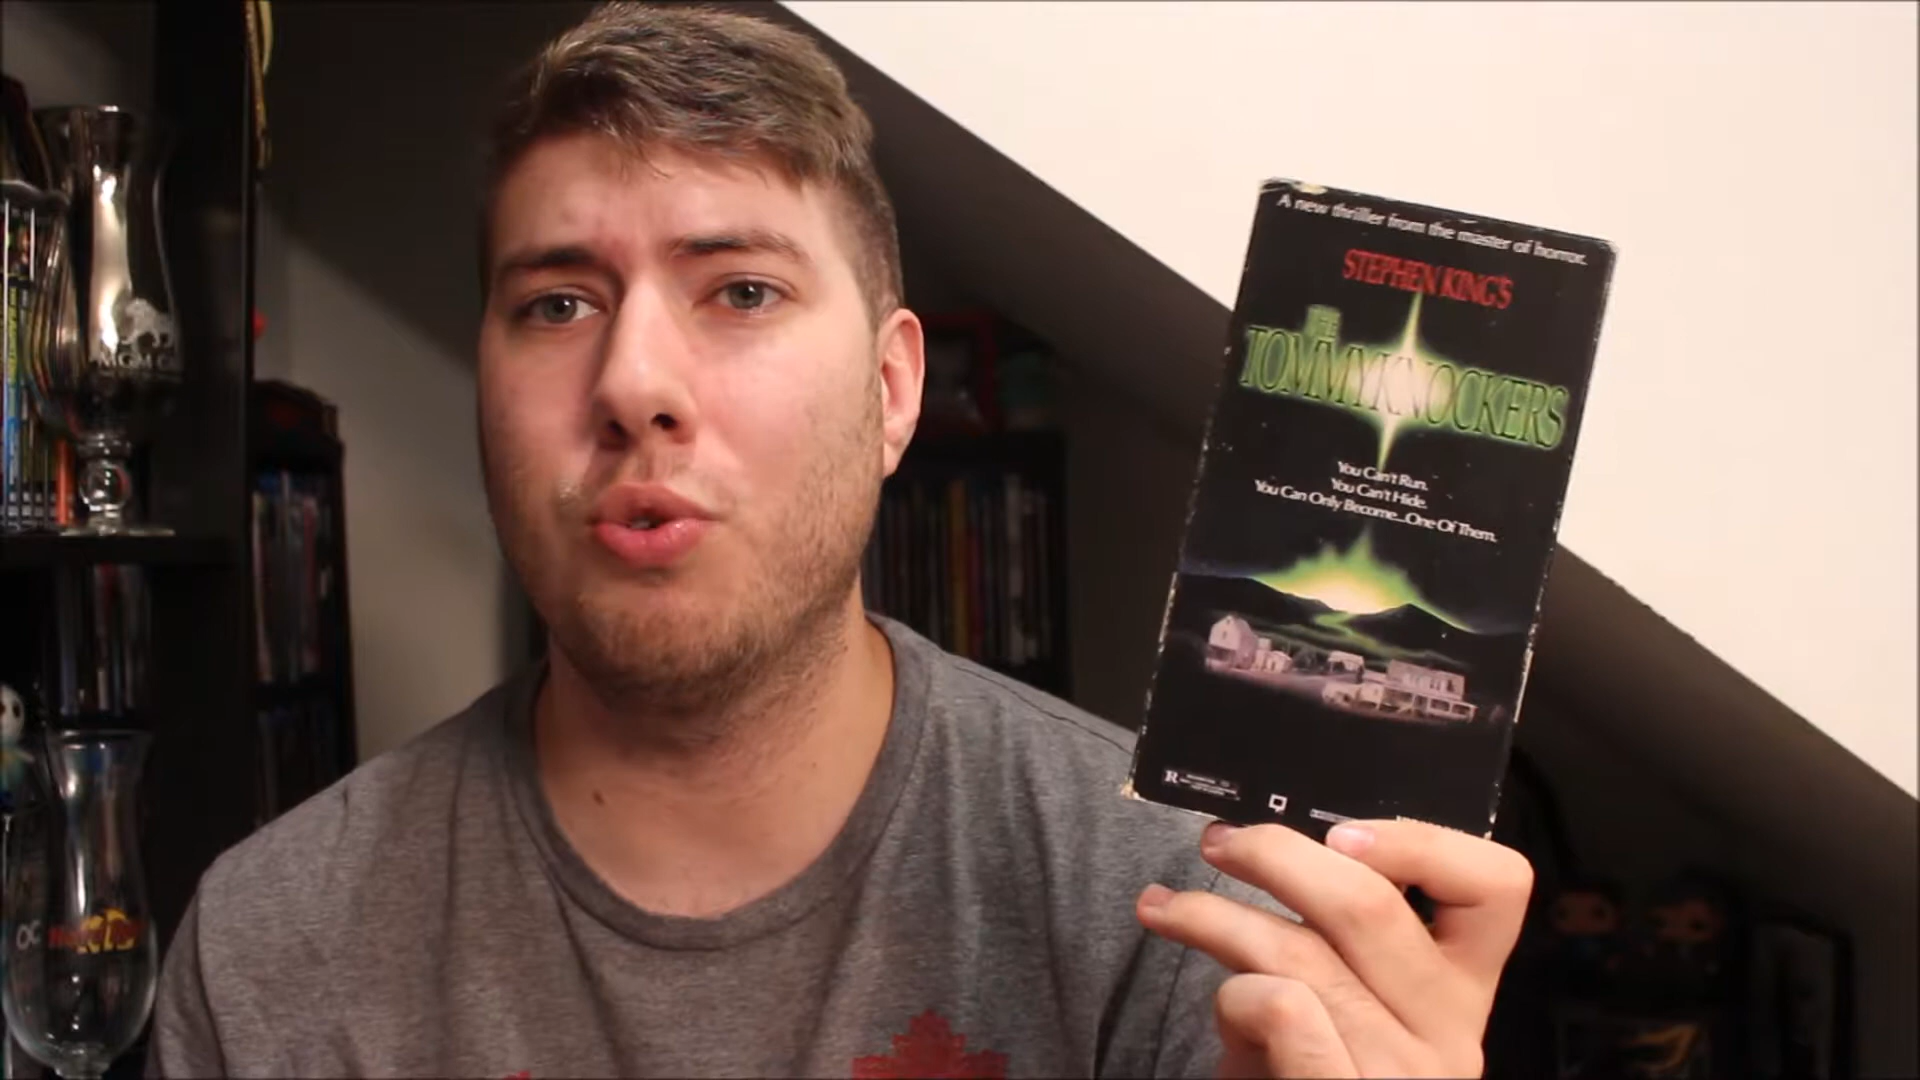 A new thriller from the master of horror.
STEPHEN KING'S
THE
TOMMYKNOCKERS
You Can't Run.
You Can't Hide.
You Can Only Become...One Of Them.
R
MGM